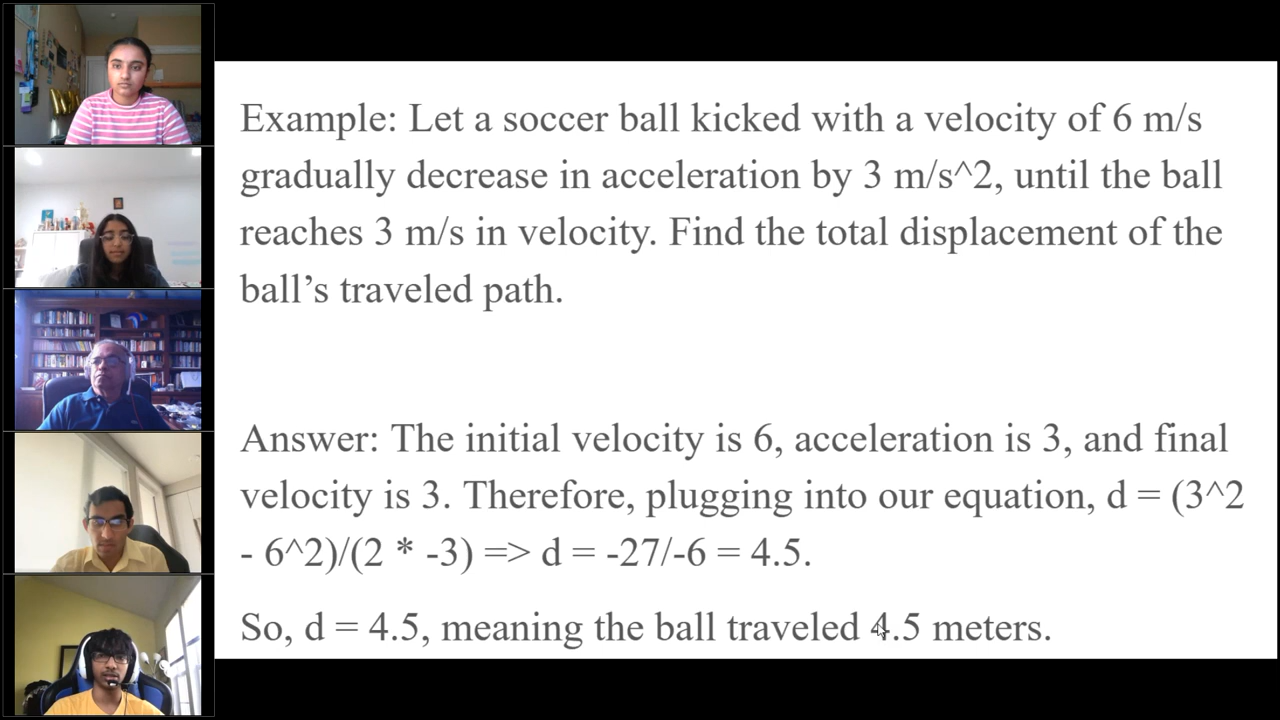 Example: Let a soccer ball kicked with a velocity of 6 m/s
gradually decrease in acceleration by 3 m/s^2, until the ball
reaches 3 m/s in velocity. Find the total displacement of the
ball’s traveled path.
Answer: The initial velocity is 6, acceleration is 3, and final
velocity is 3. Therefore, plugging into our equation, d = (3^2
- 6^2)/(2 * -3) => d = -27/-6 = 4.5.
So, d = 4.5, meaning the ball traveled 4.5 meters.